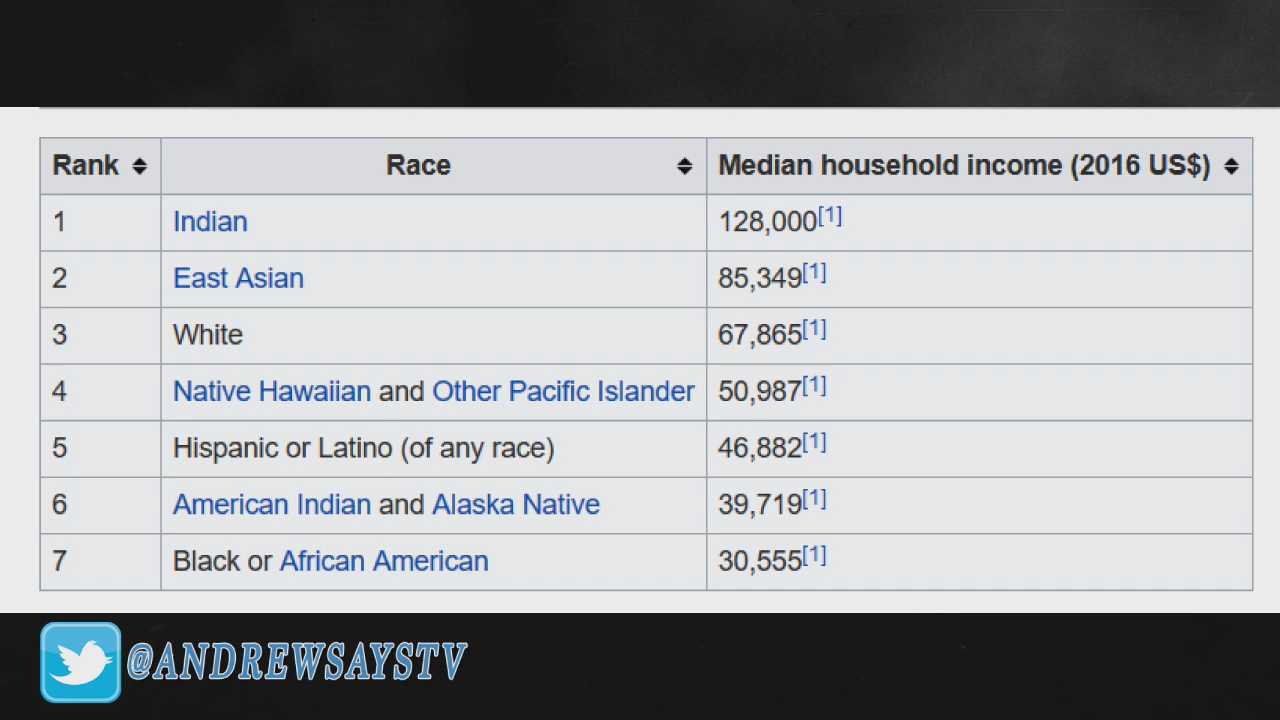 Rank Race Median household income (2016 US$)
1 Indian 128,000[1]
2 East Asian 85,349[1]
3 White 67,865[1]
4 Native Hawaiian and Other Pacific Islander 50,987[1]
5 Hispanic or Latino (of any race) 46,882[1]
6 American Indian and Alaska Native 39,719[1]
7 Black or African American 30,555[1]
@ANDREWSAYSTV